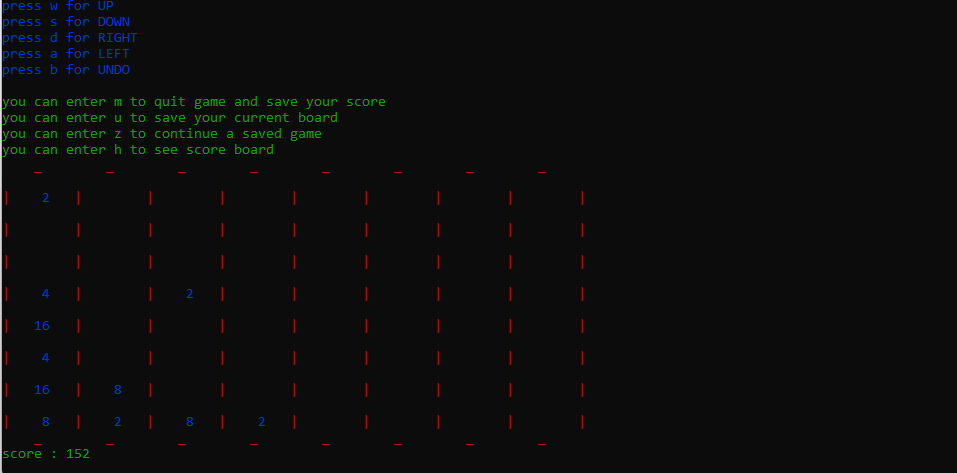 press w for UP
press s for DOWN
press d for RIGHT
press a for LEFT
press b for UNDO
you can enter m to quit game and save your score
you can enter u to save your current board
you can enter z to continue a saved game
you can enter h to see score board
_ _ _ _ _ _ _ _
| 2 | | | | | | | |
| | | | | | | | |
| | | | | | | | |
| 4 | | 2 | | | | | |
| 16 | | | | | | | |
| 4 | | | | | | | |
| 16 | 8 | | | | | | |
| 8 | 2 | 8 | 2 | | | | |
_ _ _ _ _ _ _ _
score : 152